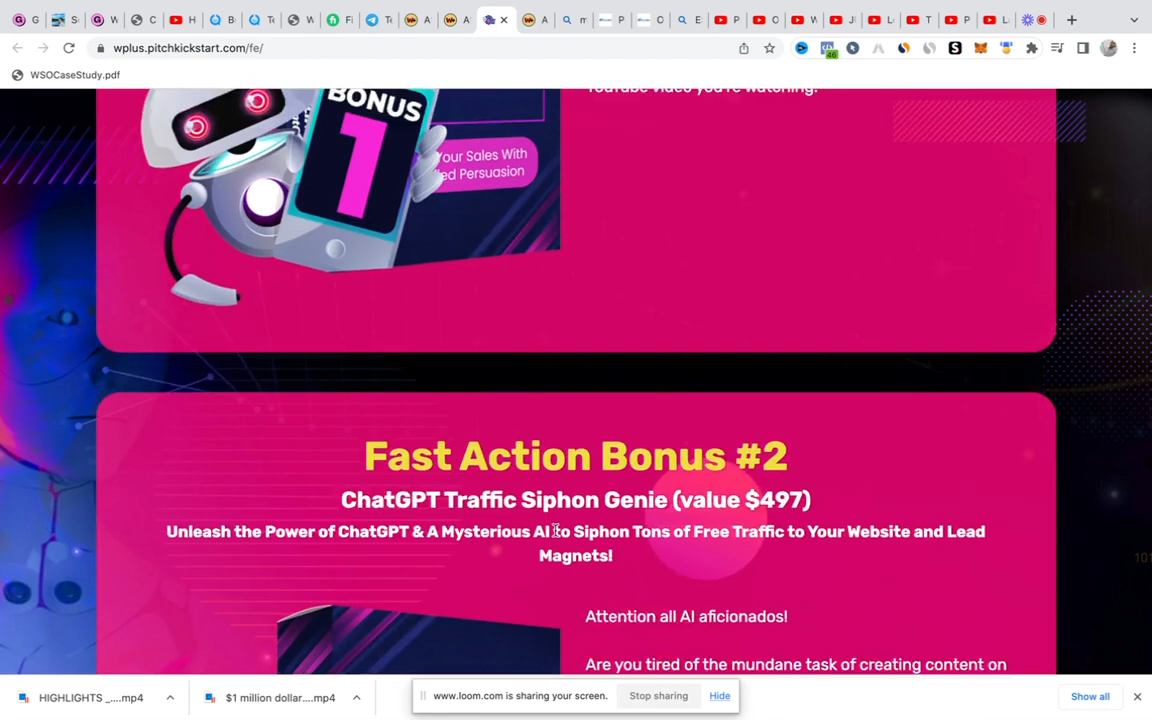 G
W
S
W
C
H
B
T
W
Fi
T
A
A
A
m
P
O
E
P
O
W
J
L
T
P
L
wplus.pitchkickstart.com/fe/
46
WSOCaseStudy.pdf
YouTube video you're watching.
BONUS
1
Your Sales With
ed Persuasion
Fast Action Bonus #2
ChatGPT Traffic Siphon Genie (value $497)
Unleash the Power of ChatGPT & A Mysterious AI to Siphon Tons of Free Traffic to Your Website and Lead
Magnets!
Attention all AI aficionados!
Are you tired of the mundane task of creating content on
101
HIGHLIGHTS _....mp4
$1 million dollar....mp4
www.loom.com is sharing your screen.
Stop sharing
Hide
Show all